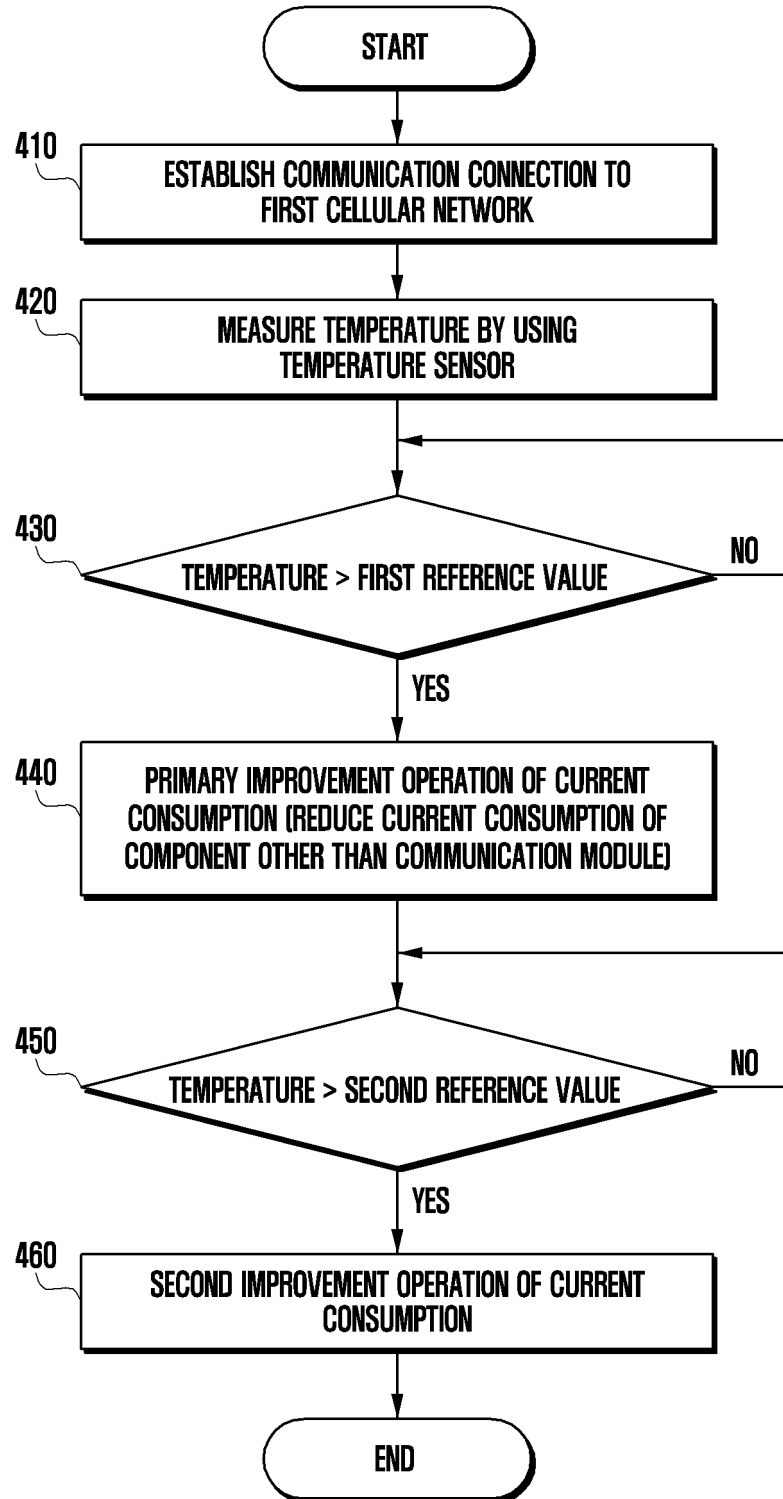 START
410
ESTABLISH COMMUNICATION CONNECTION TO
FIRST CELLULAR NETWORK
420
MEASURE TEMPERATURE BY USING
TEMPERATURE SENSOR
430
TEMPERATURE > FIRST REFERENCE VALUE
NO
YES
440
PRIMARY IMPROVEMENT OPERATION OF CURRENT
CONSUMPTION (REDUCE CURRENT CONSUMPTION OF
COMPONENT OTHER THAN COMMUNICATION MODULE)
450
TEMPERATURE > SECOND REFERENCE VALUE
NO
YES
460
SECOND IMPROVEMENT OPERATION OF CURRENT
CONSUMPTION
END